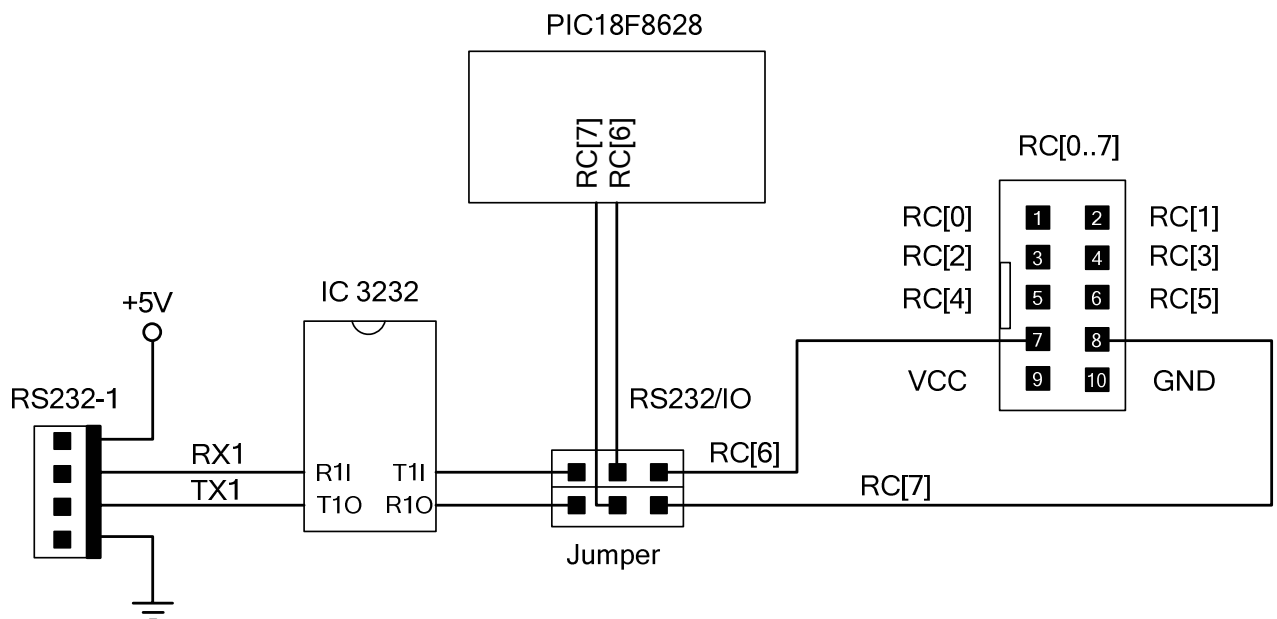 PIC18F8628
RC[7]
RC[6]
RC[0..7]
RC[0] 1 2 RC[1]
RC[2] 3 4 RC[3]
RC[4] 5 6 RC[5]
7 8
VCC 9 10 GND
+5V
IC 3232
RS232-1
RS232/IO
RX1 R1I T1I RC[6]
TX1 T1O R1O RC[7]
Jumper